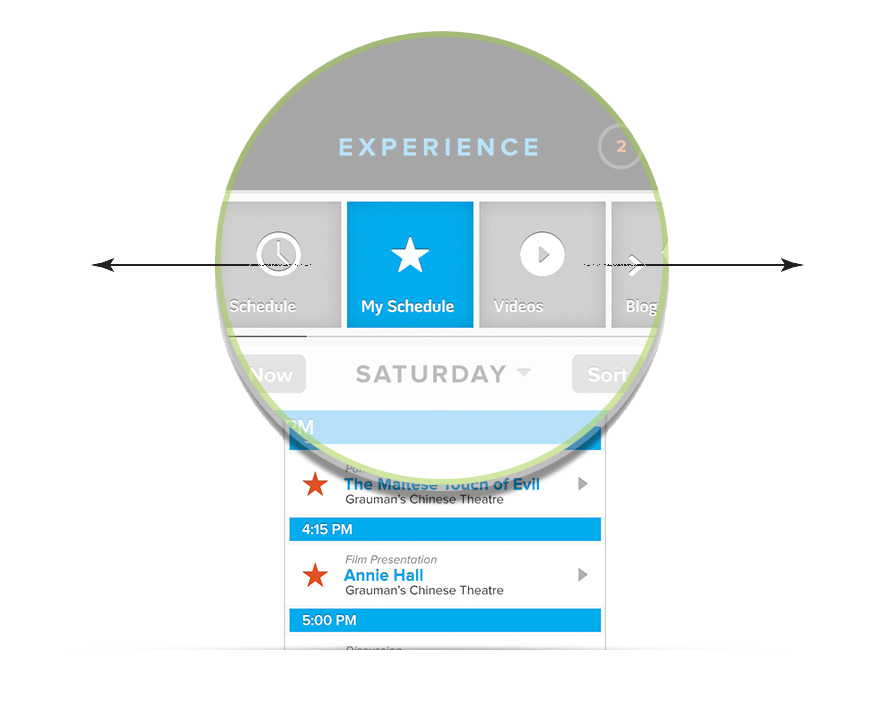 EXPERIENCE
2
Schedule
My Schedule
Videos
Blog
Now
SATURDAY
Sort
PM
The Maltese Touch of Evil
Grauman's Chinese Theatre
4:15 PM
Film Presentation
Annie Hall
Grauman's Chinese Theatre
5:00 PM
Discussion